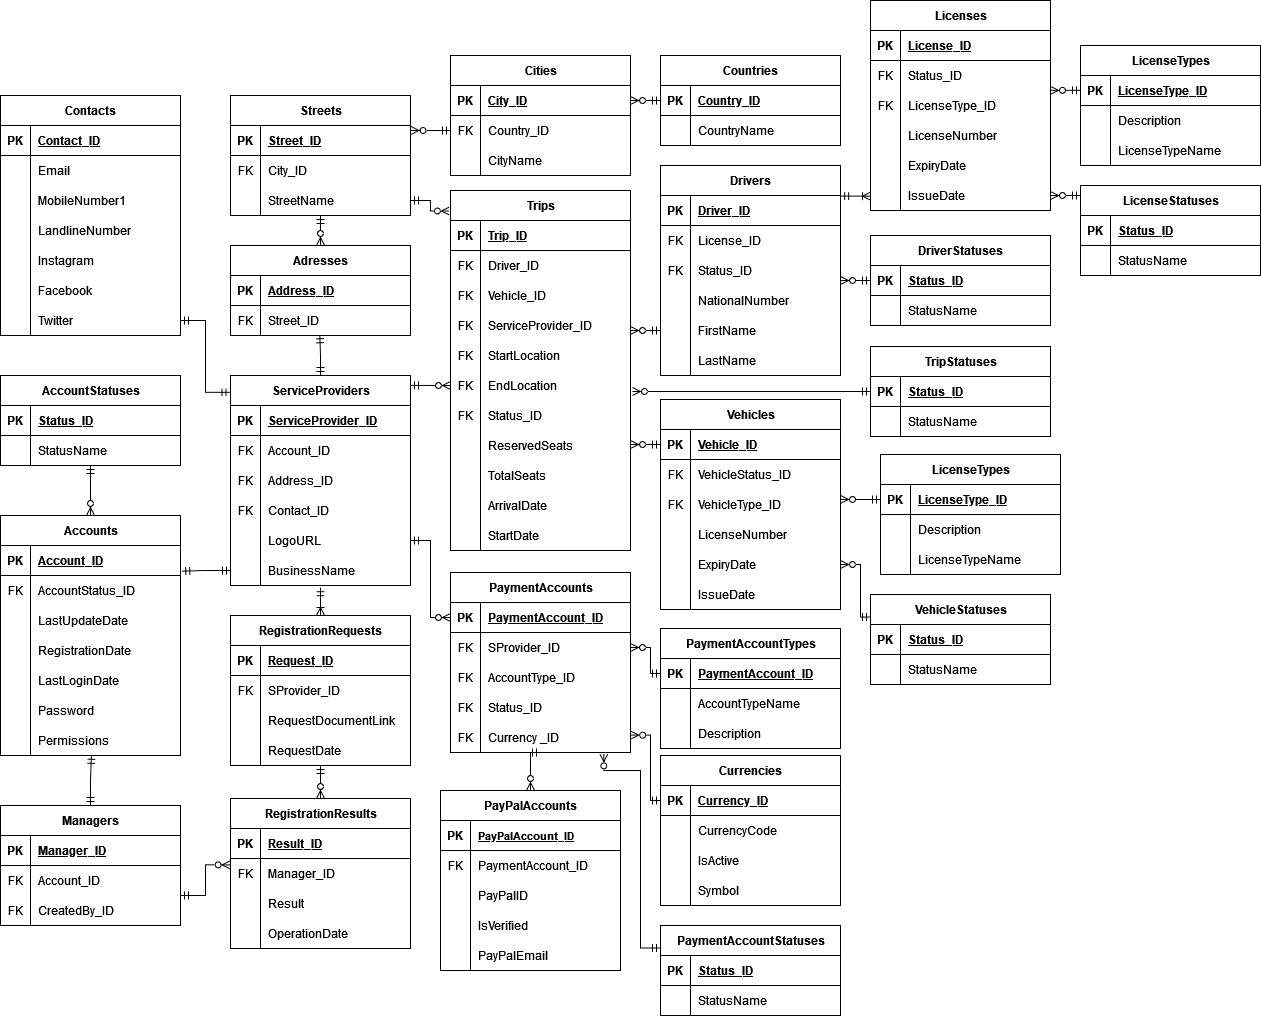 Contacts
PK Contact_ID
Email
MobileNumber1
LandlineNumber
Instagram
Facebook
Twitter
AccountStatuses
PK Status_ID
StatusName
Accounts
PK Account_ID
FK AccountStatus_ID
LastUpdateDate
RegistrationDate
LastLoginDate
Password
Permissions
Managers
PK Manager_ID
FK Account_ID
FK CreatedBy_ID
Streets
PK Street_ID
FK City_ID
StreetName
Adresses
PK Address_ID
FK Street_ID
ServiceProviders
PK ServiceProvider_ID
FK Account_ID
FK Address_ID
FK Contact_ID
LogoURL
BusinessName
RegistrationRequests
PK Request_ID
FK SProvider_ID
RequestDocumentLink
RequestDate
RegistrationResults
PK Result_ID
FK Manager_ID
Result
OperationDate
Cities
PK City_ID
FK Country_ID
CityName
Trips
PK Trip_ID
FK Driver_ID
FK Vehicle_ID
FK ServiceProvider_ID
FK StartLocation
FK EndLocation
FK Status_ID
ReservedSeats
TotalSeats
ArrivalDate
StartDate
PaymentAccounts
PK PaymentAccount_ID
FK SProvider_ID
FK AccountType_ID
FK Status_ID
FK Currency _ID
PayPalAccounts
PK PayPalAccount_ID
FK PaymentAccount_ID
PayPalID
IsVerified
PayPalEmail
Countries
PK Country_ID
CountryName
Drivers
PK Driver_ID
FK License_ID
FK Status_ID
NationalNumber
FirstName
LastName
Vehicles
PK Vehicle_ID
FK VehicleStatus_ID
FK VehicleType_ID
LicenseNumber
ExpiryDate
IssueDate
PaymentAccountTypes
PK PaymentAccount_ID
AccountTypeName
Description
Currencies
PK Currency_ID
CurrencyCode
IsActive
Symbol
PaymentAccountStatuses
PK Status_ID
StatusName
Licenses
PK License_ID
FK Status_ID
FK LicenseType_ID
LicenseNumber
ExpiryDate
IssueDate
DriverStatuses
PK Status_ID
StatusName
TripStatuses
PK Status_ID
StatusName
LicenseTypes
PK LicenseType_ID
Description
LicenseTypeName
VehicleStatuses
PK Status_ID
StatusName
LicenseTypes
PK LicenseType_ID
Description
LicenseTypeName
LicenseStatuses
PK Status_ID
StatusName